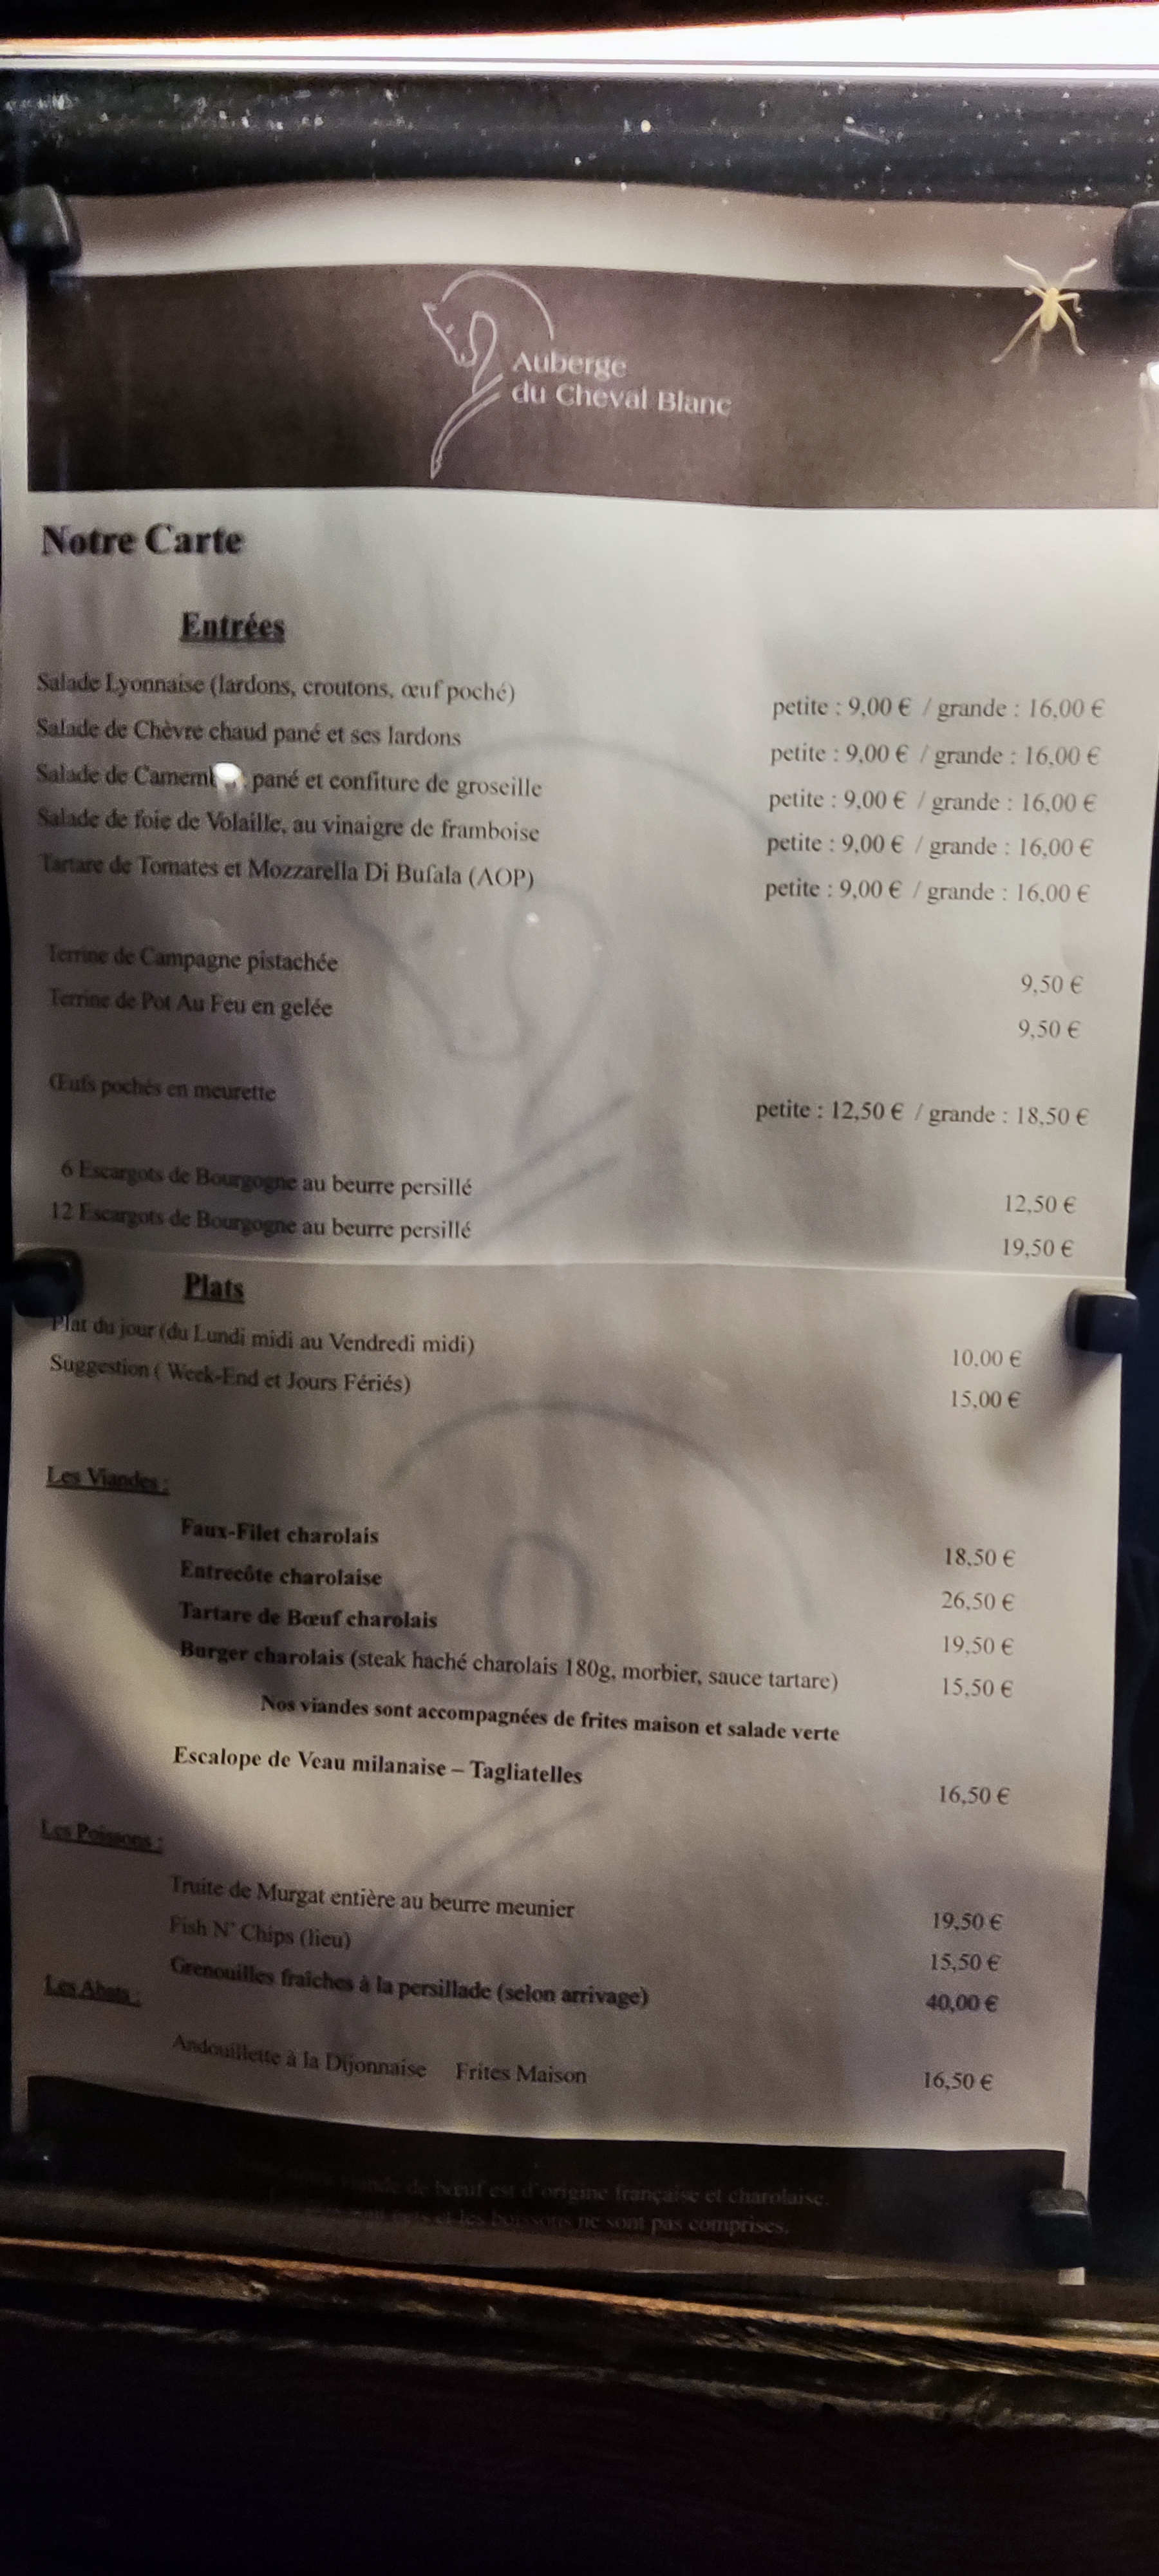 Auberge
du Cheval Blanc
Notre Carte
Entrées
Salade Lyonnaise (lardons, croutons, œuf poché) petite : 9,00 € / grande : 16,00 €
Salade de Chèvre chaud pané et ses lardons petite : 9,00 € / grande : 16,00 €
Salade de pané et confiture de groseille petite : 9,00 € / grande : 16,00 €
Salade de foie de Volaille, au vinaigre de framboise petite : 9,00 € / grande : 16,00 €
Tartare de Tomates et Mozzarella Di Bufala (AOP) petite : 9,00 € / grande : 16,00 €
Terrine de Campagne pistachée 9,50 €
Terrine de Pot Au Feu en gelée 9,50 €
Œufs pochés en meurette petite : 12,50 € / grande : 18,50 €
6 Escargots de Bourgogne au beurre persillé 12,50 €
12 Escargots de Bourgogne au beurre persillé 19,50 €
Plats
Plat du jour (du Lundi midi au Vendredi midi) 10,00 €
Suggestion ( Week-End et Jours Fériés) 15,00 €
Les Viandes :
Faux-Filet charolais 18,50 €
Entrecôte charolaise 26,50 €
Tartare de Bœuf charolais 19,50 €
Burger charolais (steak haché charolais 180g, morbier, sauce tartare) 15,50 €
Nos viandes sont accompagnées de frites maison et salade verte
Escalope de Veau milanaise – Tagliatelles 16,50 €
Les Poissons :
Truite de Murgat entière au beurre meunier 19,50 €
Fish N' Chips (lieu) 15,50 €
Grenouilles fraîches à la persillade (selon arrivage) 40,00 €
Les Abats :
Andouillette à la Dijonnaise Frites Maison 16,50 €
viande de bœuf est d'origine française et charolaise.
et les boissons ne sont pas comprises.